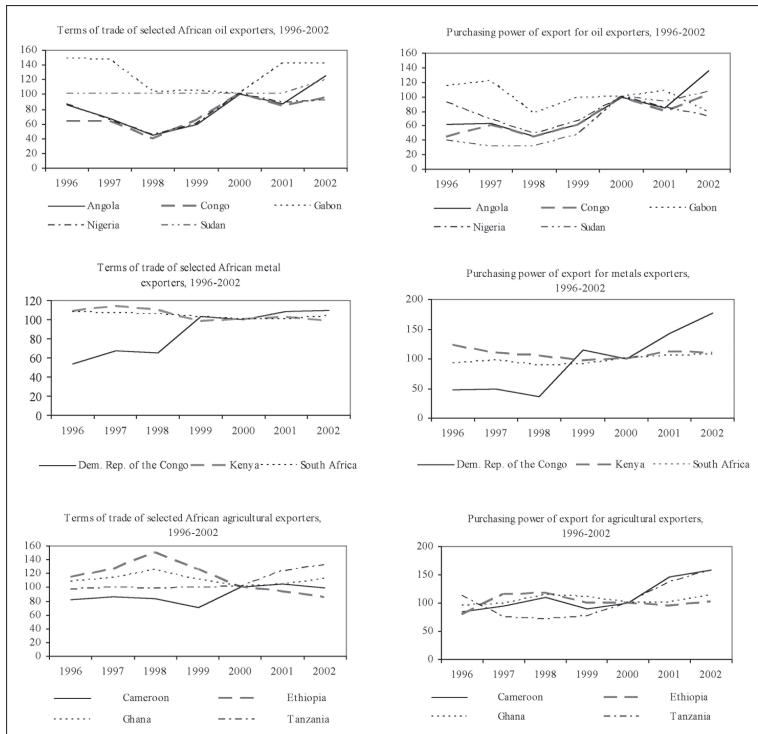 Terms of trade of selected African oil exporters, 1996-2002
160
140
120
100
80
60
40
20
0
1996 1997 1998 1999 2000 2001 2002
Angola Congo Gabon
Nigeria Sudan
Purchasing power of export for oil exporters, 1996-2002
160
140
120
100
80
60
40
20
0
1996 1997 1998 1999 2000 2001 2002
Angola Congo Gabon
Nigeria Sudan
Terms of trade of selected African metal
exporters, 1996-2002
120
100
80
60
40
20
0
1996 1997 1998 1999 2000 2001 2002
Dem. Rep. of the Congo Kenya South Africa
Purchasing power of export for metals exporters,
1996-2002
200
150
100
50
0
1996 1997 1998 1999 2000 2001 2002
Dem. Rep. of the Congo Kenya South Africa
Terms of trade of selected African agricultural exporters,
1996-2002
160
140
120
100
80
60
40
20
0
1996 1997 1998 1999 2000 2001 2002
Cameroon Ethiopia
Ghana Tanzania
Purchasing power of export for agricultural exporters,
1996-2002
200
150
100
50
0
1996 1997 1998 1999 2000 2001 2002
Cameroon Ethiopia
Ghana Tanzania